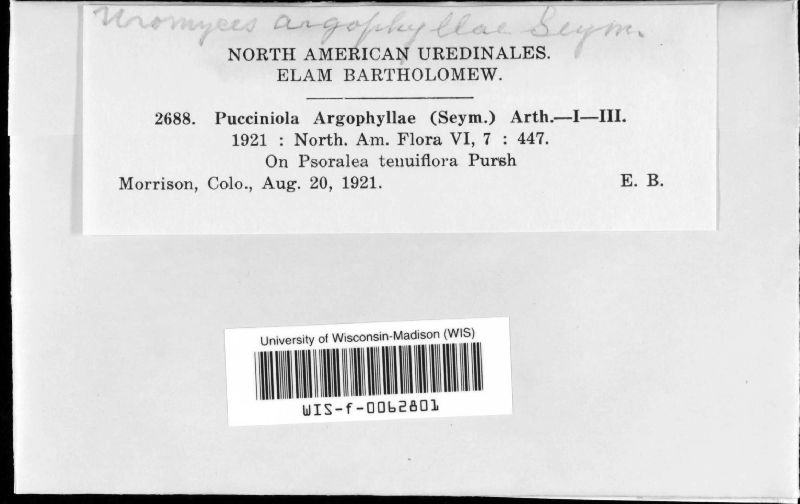 Uromyces argophyllae Seym.
NORTH AMERICAN UREDINALES.
ELAM BARTHOLOMEW.
2688. Pucciniola Argophyllae (Seym.) Arth.—I—III.
1921 : North. Am. Flora VI, 7 : 447.
On Psoralea tenuiflora Pursh
Morrison, Colo., Aug. 20, 1921. E. B.
University of Wisconsin-Madison (WIS)
WIS-f-0062801